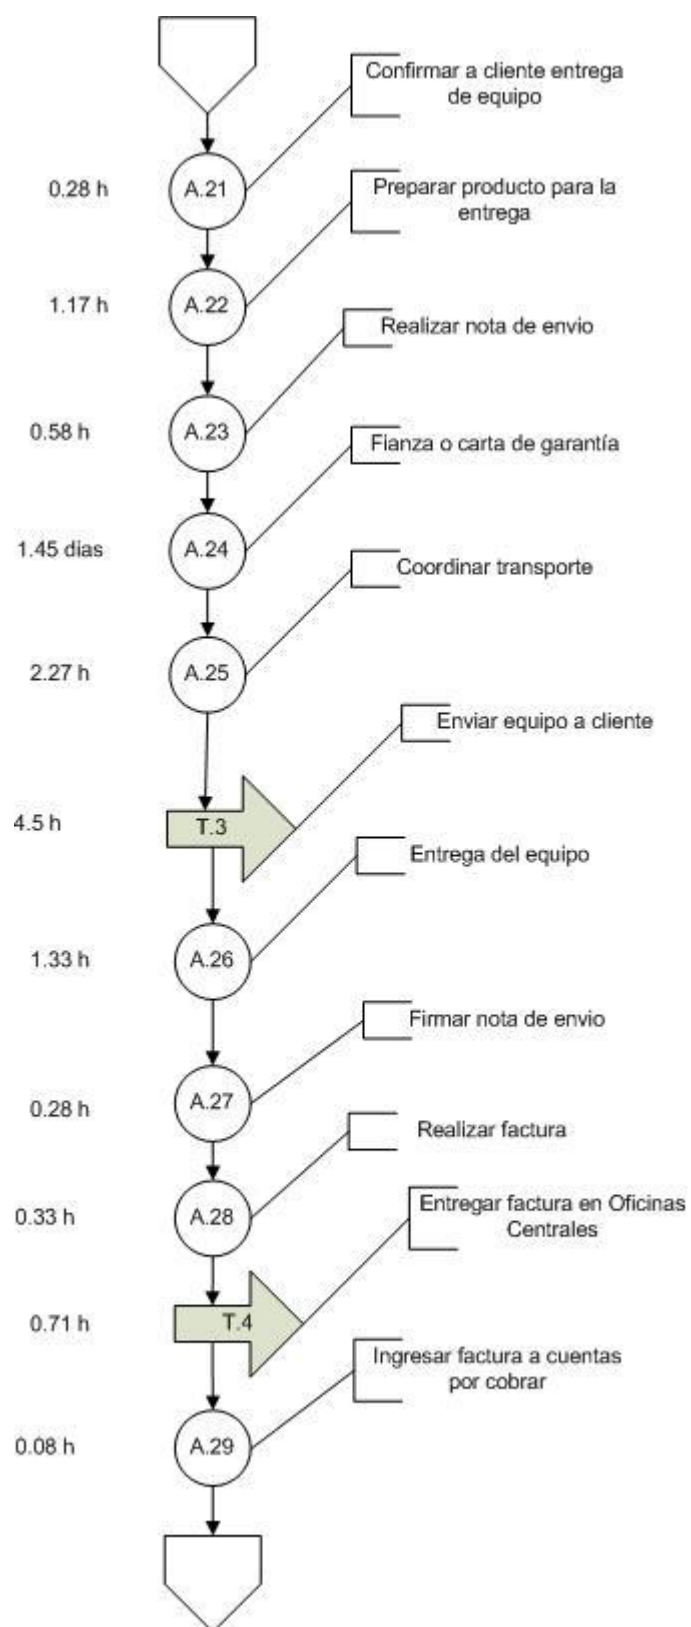 Confirmar a cliente entrega
de equipo
0.28 h
A.21
Preparar producto para la
entrega
1.17 h
A.22
Realizar nota de envio
0.58 h
A.23
Fianza o carta de garantía
1.45 dias
A.24
Coordinar transporte
2.27 h
A.25
Enviar equipo a cliente
4.5 h
T.3
Entrega del equipo
1.33 h
A.26
Firmar nota de envio
0.28 h
A.27
Realizar factura
0.33 h
A.28
Entregar factura en Oficinas
Centrales
0.71 h
T.4
Ingresar factura a cuentas
por cobrar
0.08 h
A.29